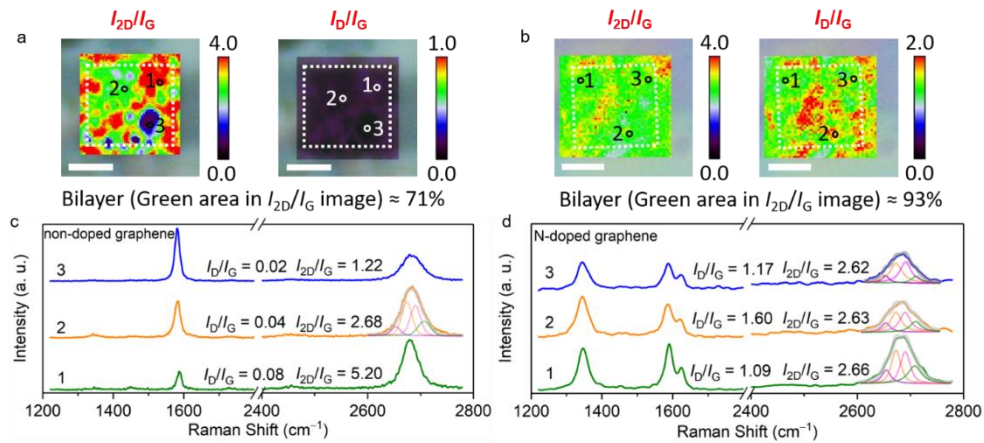 a
I2D/IG
ID/IG
4.0
0.0
1
2
3
1.0
0.0
1
2
3
Bilayer (Green area in I2D/IG image) ≈ 71%
b
I2D/IG
ID/IG
4.0
0.0
1
3
2
2.0
0.0
1
3
2
Bilayer (Green area in I2D/IG image) ≈ 93%
c
non-doped graphene
3 ID/IG = 0.02 I2D/IG = 1.22
2 ID/IG = 0.04 I2D/IG = 2.68
1 ID/IG = 0.08 I2D/IG = 5.20
Intensity (a. u.)
1200 1400 1600 2400 2600 2800
Raman Shift (cm⁻¹)
d
N-doped graphene
3 ID/IG = 1.17 I2D/IG = 2.62
2 ID/IG = 1.60 I2D/IG = 2.63
1 ID/IG = 1.09 I2D/IG = 2.66
Intensity (a. u.)
1200 1400 1600 2400 2600 2800
Raman Shift (cm⁻¹)